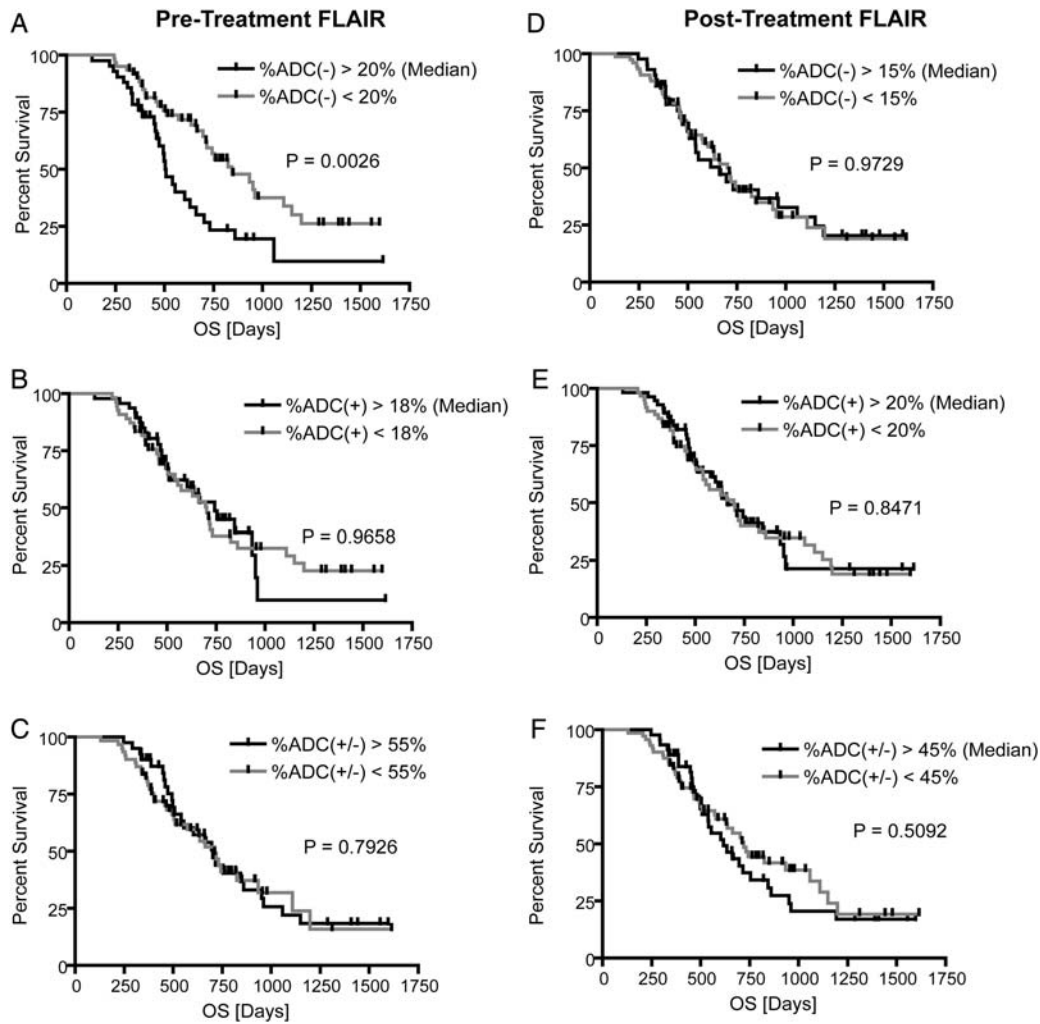 Pre-Treatment FLAIR
Post-Treatment FLAIR
A
Percent Survival
100
75
50
25
0
%ADC(-) > 20% (Median)
%ADC(-) < 20%
P = 0.0026
0 250 500 750 1000 1250 1500 1750
OS [Days]
D
Percent Survival
100
75
50
25
0
%ADC(-) > 15% (Median)
%ADC(-) < 15%
P = 0.9729
0 250 500 750 1000 1250 1500 1750
OS [Days]
B
Percent Survival
100
75
50
25
0
%ADC(+) > 18% (Median)
%ADC(+) < 18%
P = 0.9658
0 250 500 750 1000 1250 1500 1750
OS [Days]
E
Percent Survival
100
75
50
25
0
%ADC(+) > 20% (Median)
%ADC(+) < 20%
P = 0.8471
0 250 500 750 1000 1250 1500 1750
OS [Days]
C
Percent Survival
100
75
50
25
0
%ADC(+/-) > 55%
%ADC(+/-) < 55%
P = 0.7926
0 250 500 750 1000 1250 1500 1750
OS [Days]
F
Percent Survival
100
75
50
25
0
%ADC(+/-) > 45% (Median)
%ADC(+/-) < 45%
P = 0.5092
0 250 500 750 1000 1250 1500 1750
OS [Days]